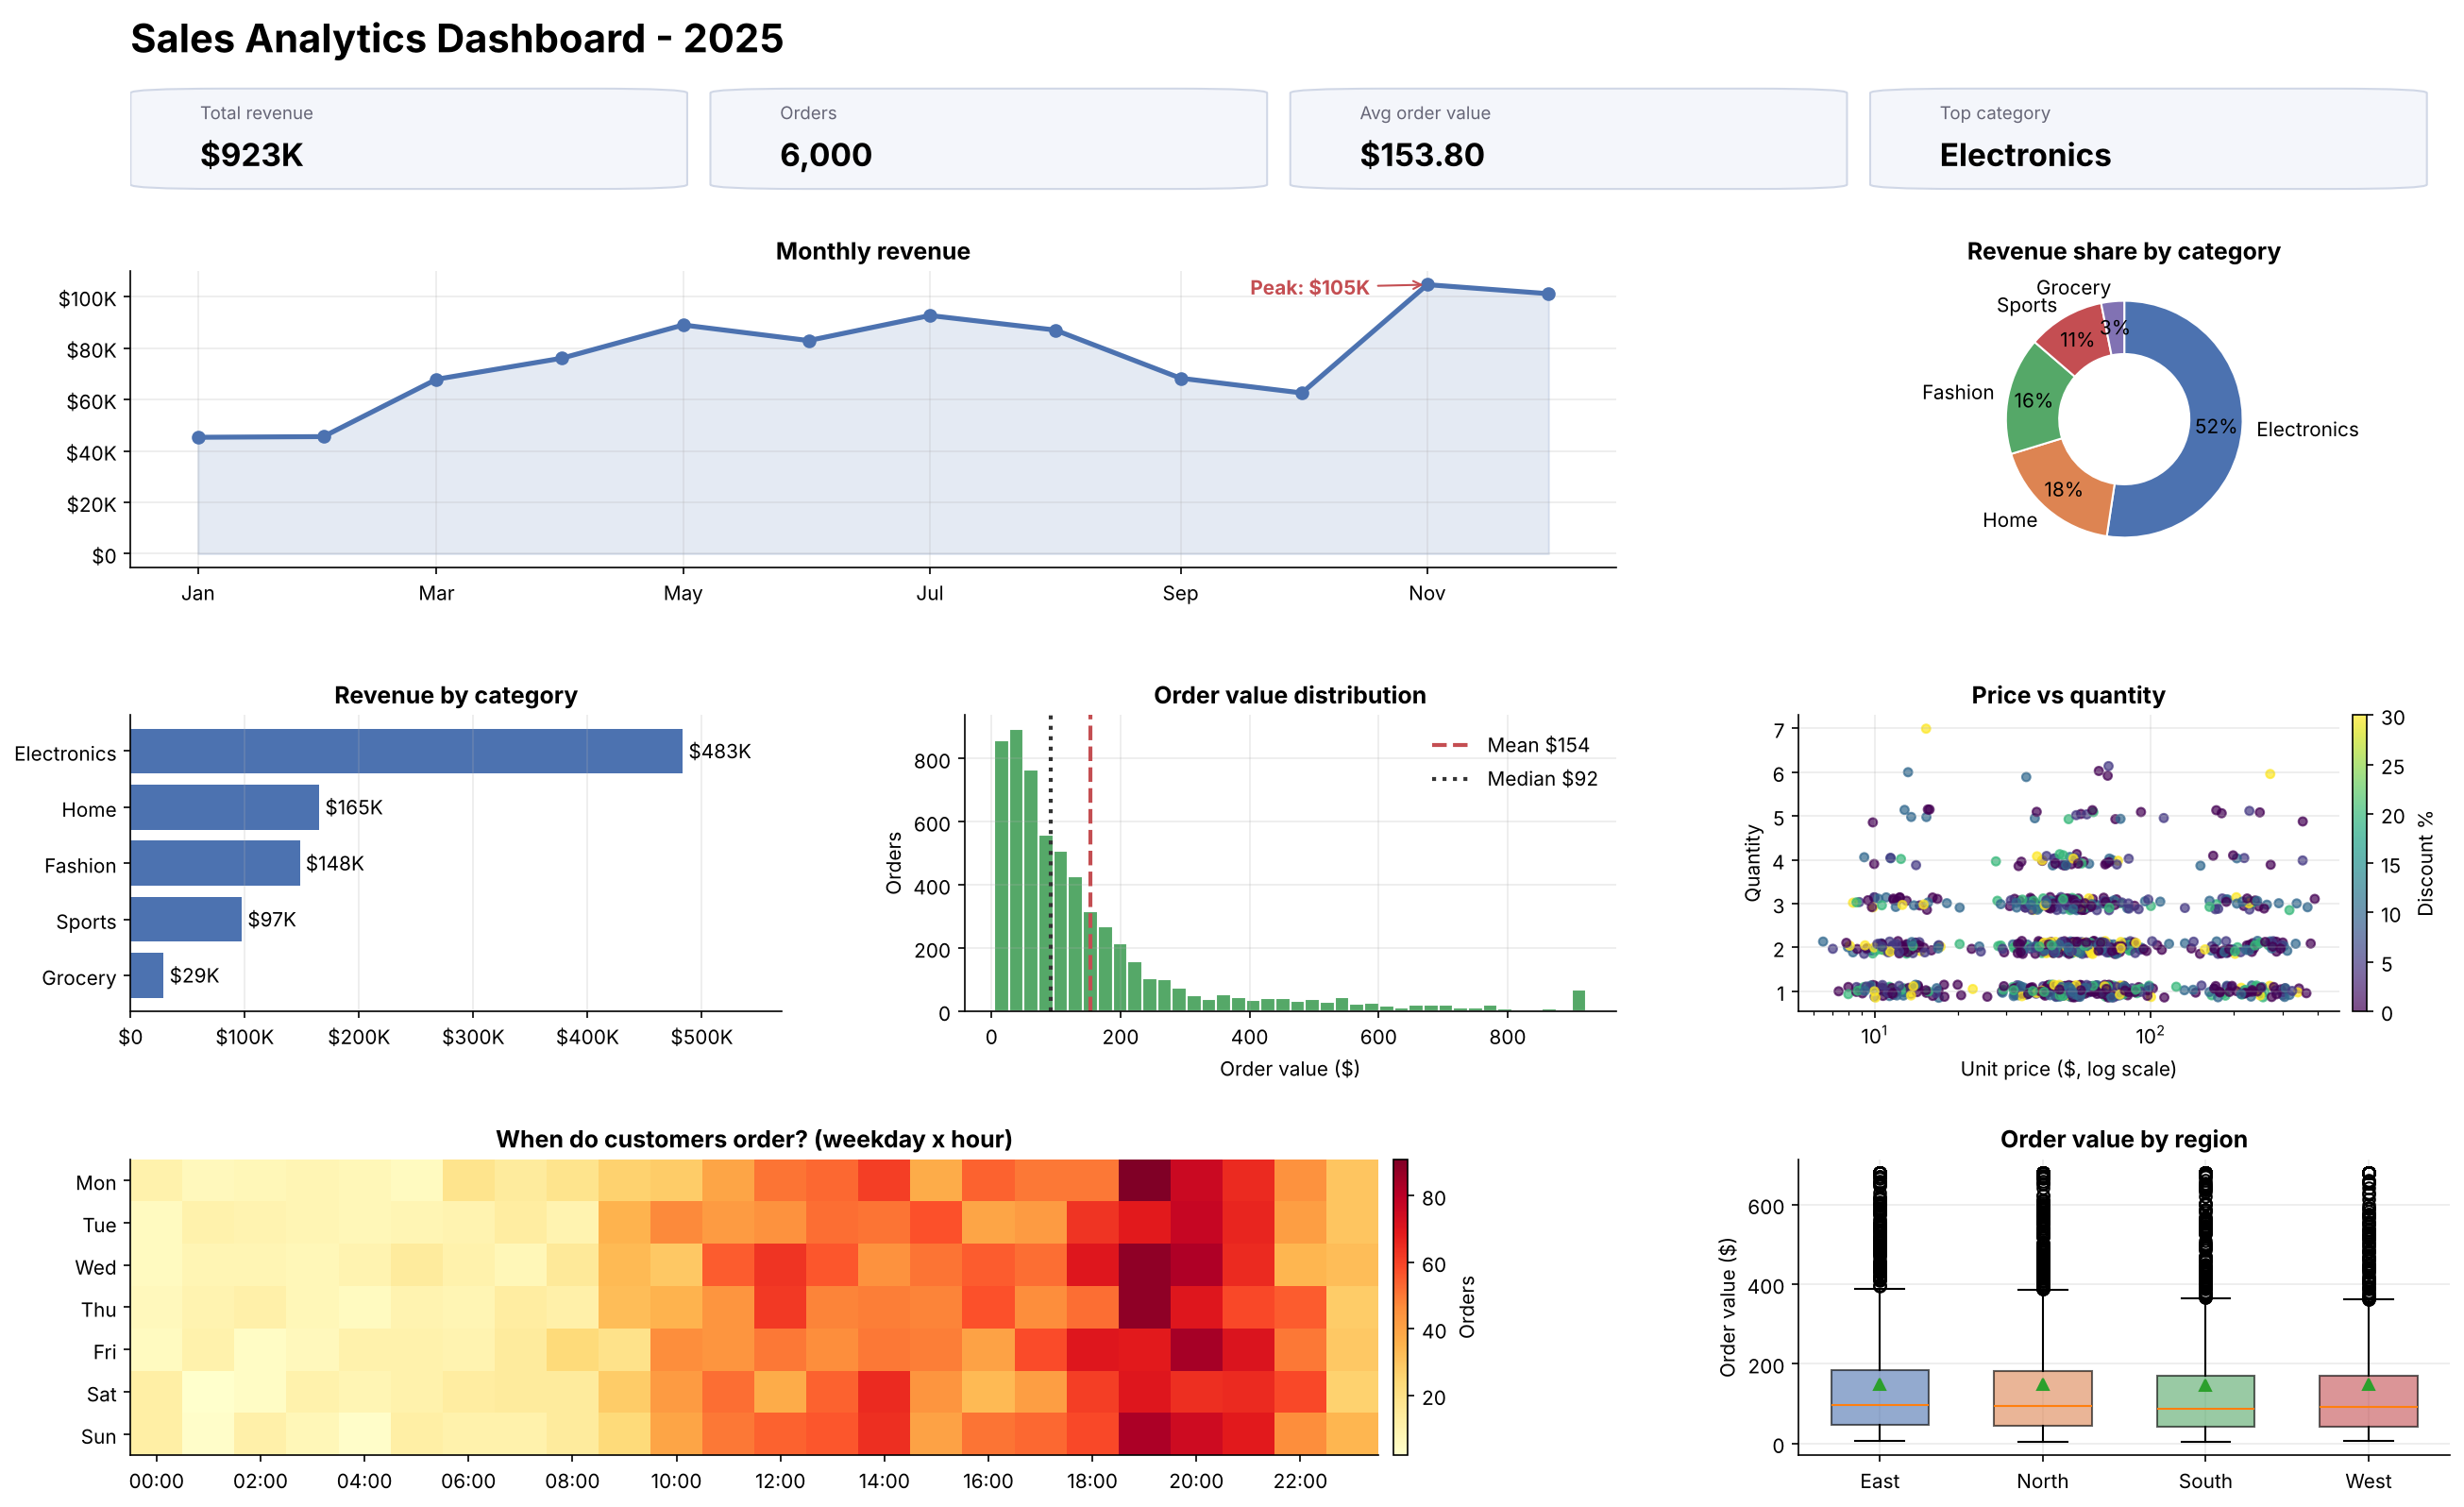 Sales Analytics Dashboard - 2025
Total revenue
$923K
Orders
6,000
Avg order value
$153.80
Top category
Electronics
Monthly revenue
$100K
$80K
$60K
$40K
$20K
$0
Peak: $105K
Jan Mar May Jul Sep Nov
Revenue share by category
Grocery
Sports
Fashion
Home
Electronics
3%
11%
16%
18%
52%
Revenue by category
Electronics $483K
Home $165K
Fashion $148K
Sports $97K
Grocery $29K
$0 $100K $200K $300K $400K $500K
Order value distribution
Orders
800
600
400
200
0
Mean $154
Median $92
0 200 400 600 800
Order value ($)
Price vs quantity
Quantity
7
6
5
4
3
2
1
10¹ 10²
Unit price ($, log scale)
30
25
20
15
10
5
0
Discount %
When do customers order? (weekday x hour)
Mon
Tue
Wed
Thu
Fri
Sat
Sun
00:00 02:00 04:00 06:00 08:00 10:00 12:00 14:00 16:00 18:00 20:00 22:00
80
60
40
20
Orders
Order value by region
Order value ($)
600
400
200
0
East North South West